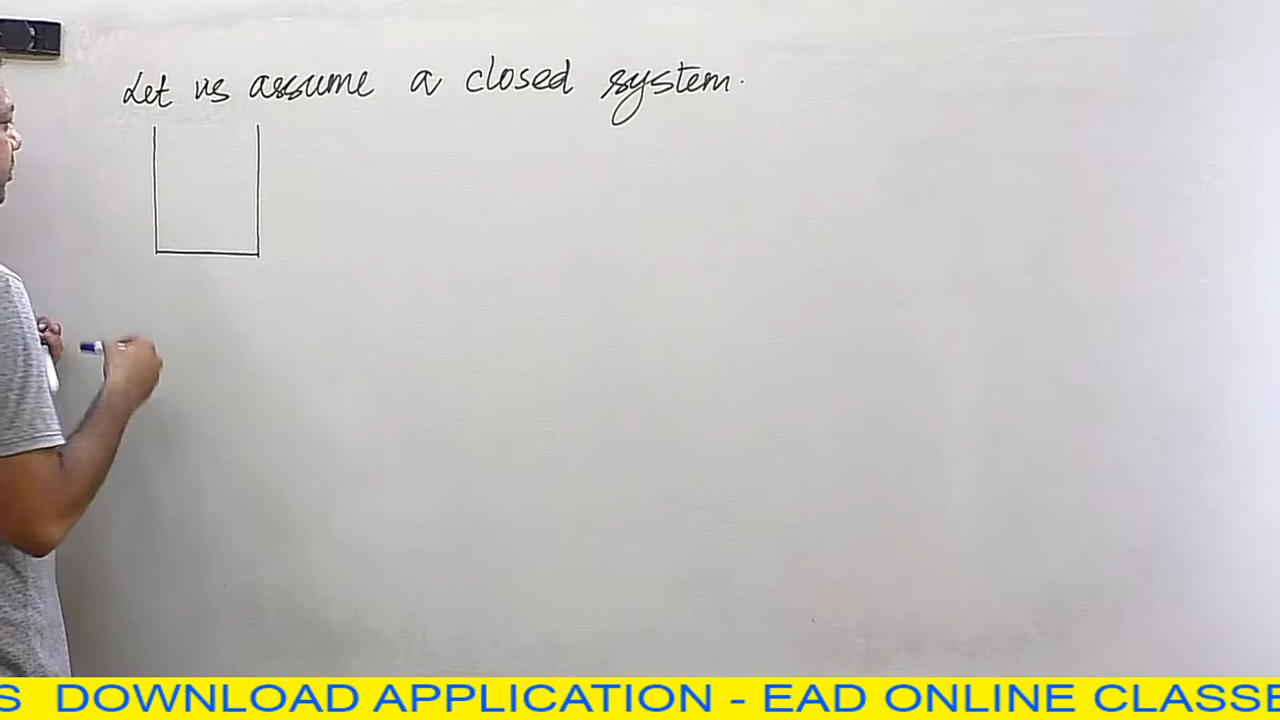 Let us assume a closed system.
S DOWNLOAD APPLICATION - EAD ONLINE CLASSE